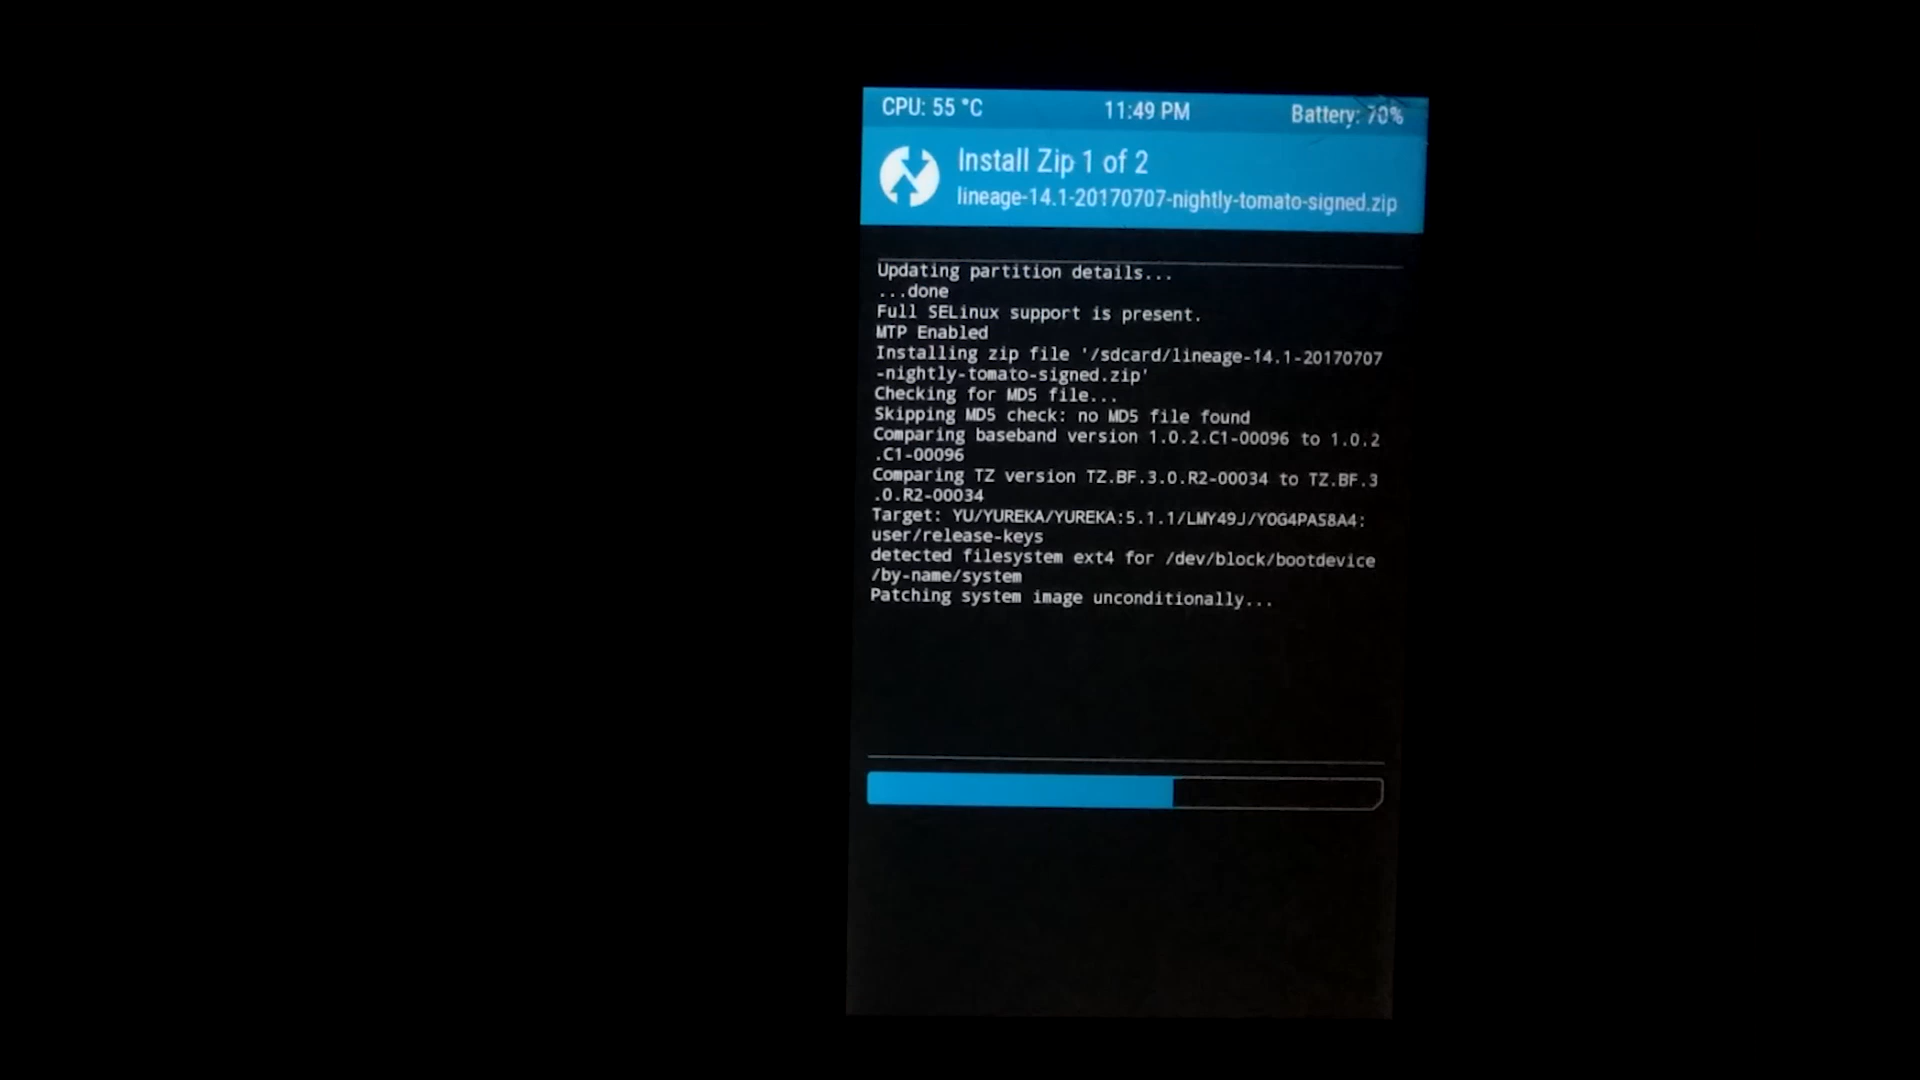 CPU: 55 °C 11:49 PM Battery: 70%
Install Zip 1 of 2
lineage-14.1-20170707-nightly-tomato-signed.zip
Updating partition details...
...done
Full SELinux support is present.
MTP Enabled
Installing zip file '/sdcard/lineage-14.1-20170707
-nightly-tomato-signed.zip'
Checking for MD5 file...
Skipping MD5 check: no MD5 file found
Comparing baseband version 1.0.2.C1-00096 to 1.0.2
.C1-00096
Comparing TZ version TZ.BF.3.0.R2-00034 to TZ.BF.3
.0.R2-00034
Target: YU/YUREKA/YUREKA:5.1.1/LMY49J/YOG4PAS8A4:
user/release-keys
detected filesystem ext4 for /dev/block/bootdevice
/by-name/system
Patching system image unconditionally...